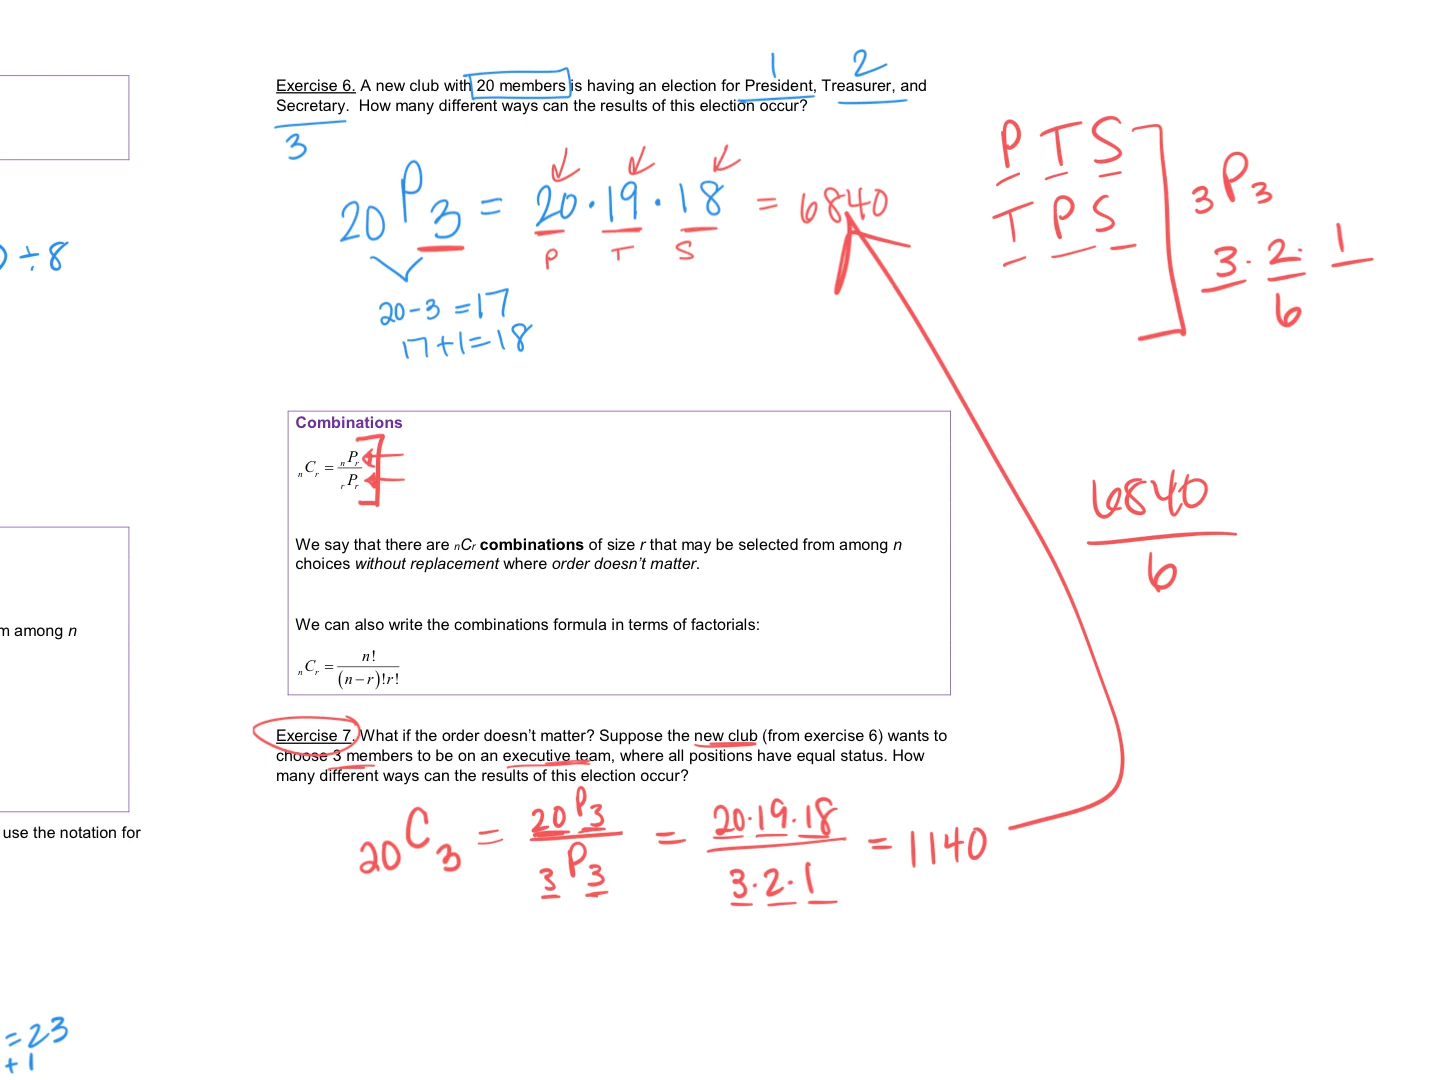 1 2
Exercise 6. A new club with 20 members is having an election for President, Treasurer, and
Secretary. How many different ways can the results of this election occur?
3
20P3 = 20 · 19 · 18 = 6840
P T S
20-3 = 17
17+1=18
P T S
T P S
3P3
3 · 2 · 1
6
÷ 8
Combinations
nCr = nPr / rPr
We say that there are nCr combinations of size r that may be selected from among n
choices without replacement where order doesn't matter.
We can also write the combinations formula in terms of factorials:
nCr = n! / (n−r)!r!
6840
6
m among n
Exercise 7. What if the order doesn't matter? Suppose the new club (from exercise 6) wants to
choose 3 members to be on an executive team, where all positions have equal status. How
many different ways can the results of this election occur?
20C3 = 20P3 / 3P3 = 20·19·18 / 3·2·1 = 1140
use the notation for
=23
+1